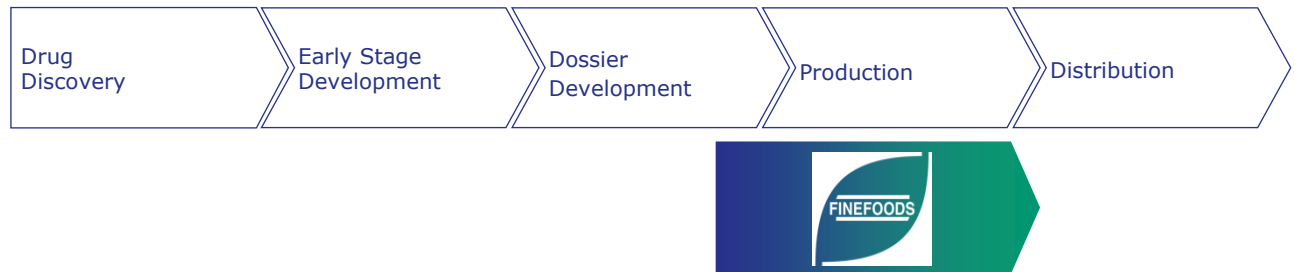 Drug
Discovery
Early Stage
Development
Dossier
Development
Production
Distribution
FINEFOODS